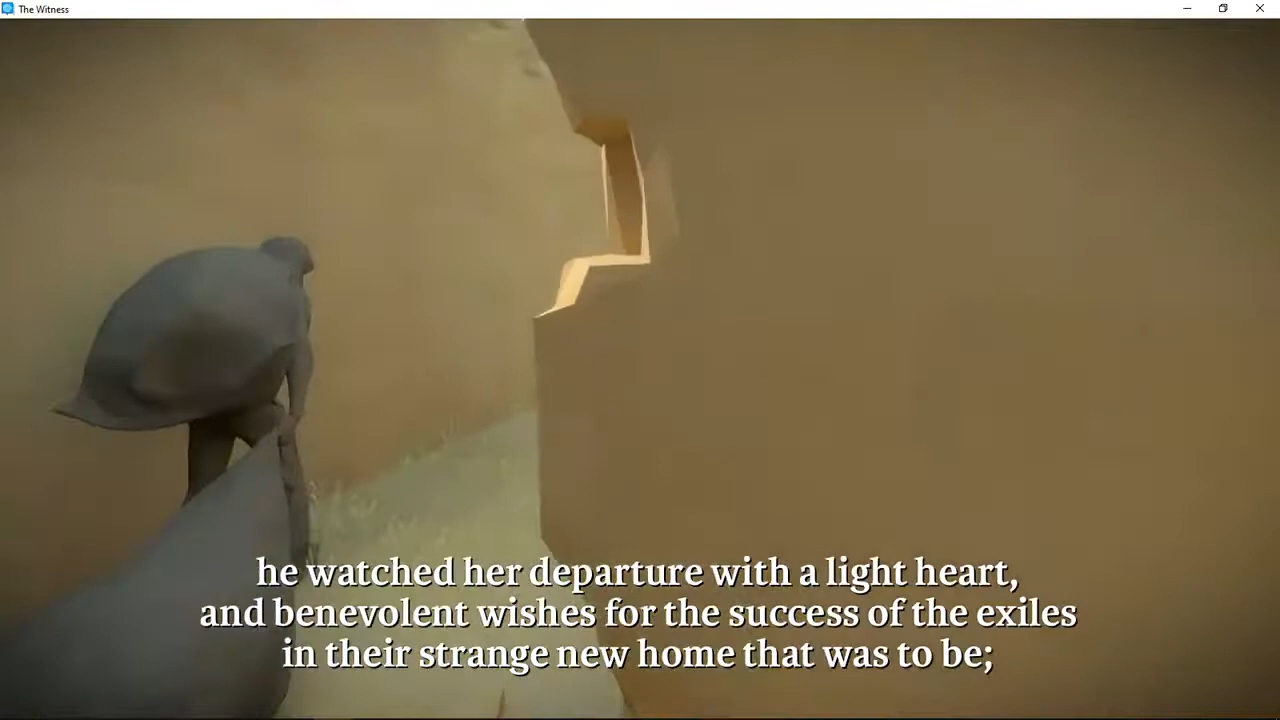 The Witness
he watched her departure with a light heart,
and benevolent wishes for the success of the exiles
in their strange new home that was to be;